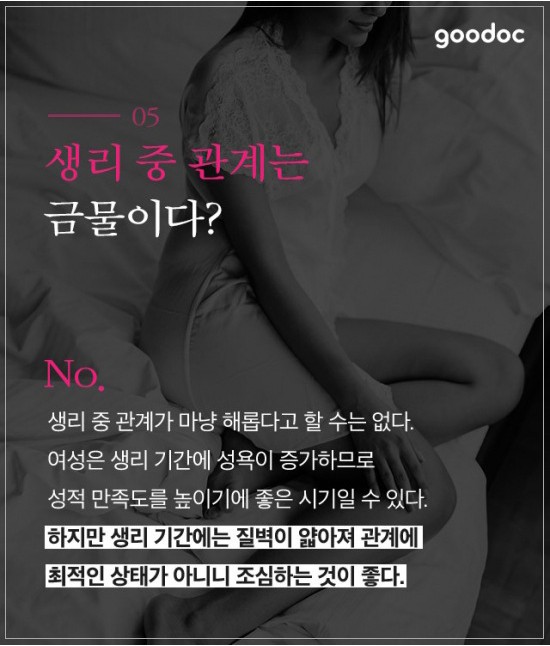 goodoc
05
생리 중 관계는
금물이다?
No.
생리 중 관계가 마냥 해롭다고 할 수는 없다.
여성은 생리 기간에 성욕이 증가하므로
성적 만족도를 높이기에 좋은 시기일 수 있다.
하지만 생리 기간에는 질벽이 얇아져 관계에
최적인 상태가 아니니 조심하는 것이 좋다.